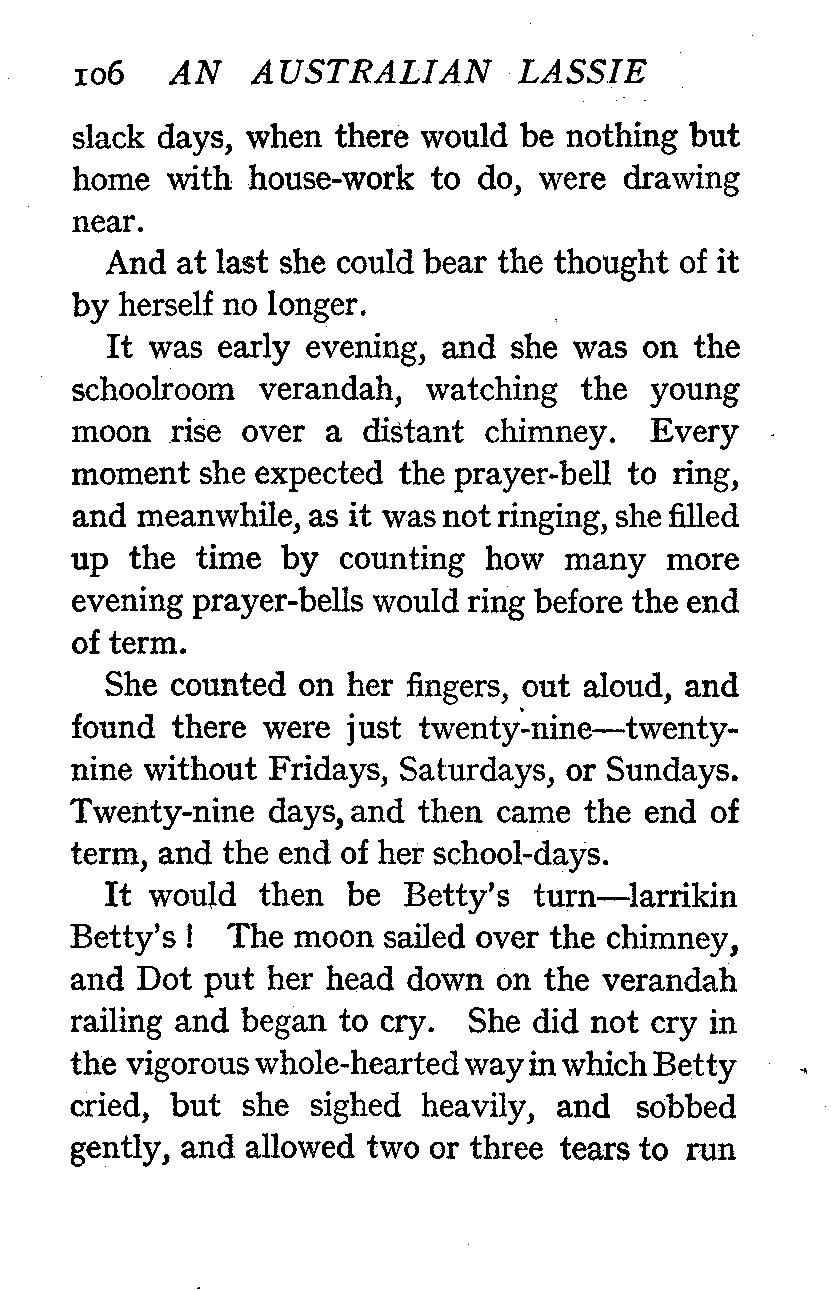 106 AN AUSTRALIAN LASSIE
slack days, when there would be nothing but
home with house-work to do, were drawing
near.
And at last she could bear the thought of it
by herself no longer.
It was early evening, and she was on the
schoolroom verandah, watching the young
moon rise over a distant chimney. Every
moment she expected the prayer-bell to ring,
and meanwhile, as it was not ringing, she filled
up the time by counting how many more
evening prayer-bells would ring before the end
of term.
She counted on her fingers, out aloud, and
found there were just twenty-nine—twenty-
nine without Fridays, Saturdays, or Sundays.
Twenty-nine days, and then came the end of
term, and the end of her school-days.
It would then be Betty's turn—larrikin
Betty's! The moon sailed over the chimney,
and Dot put her head down on the verandah
railing and began to cry. She did not cry in
the vigorous whole-hearted way in which Betty
cried, but she sighed heavily, and sobbed
gently, and allowed two or three tears to run